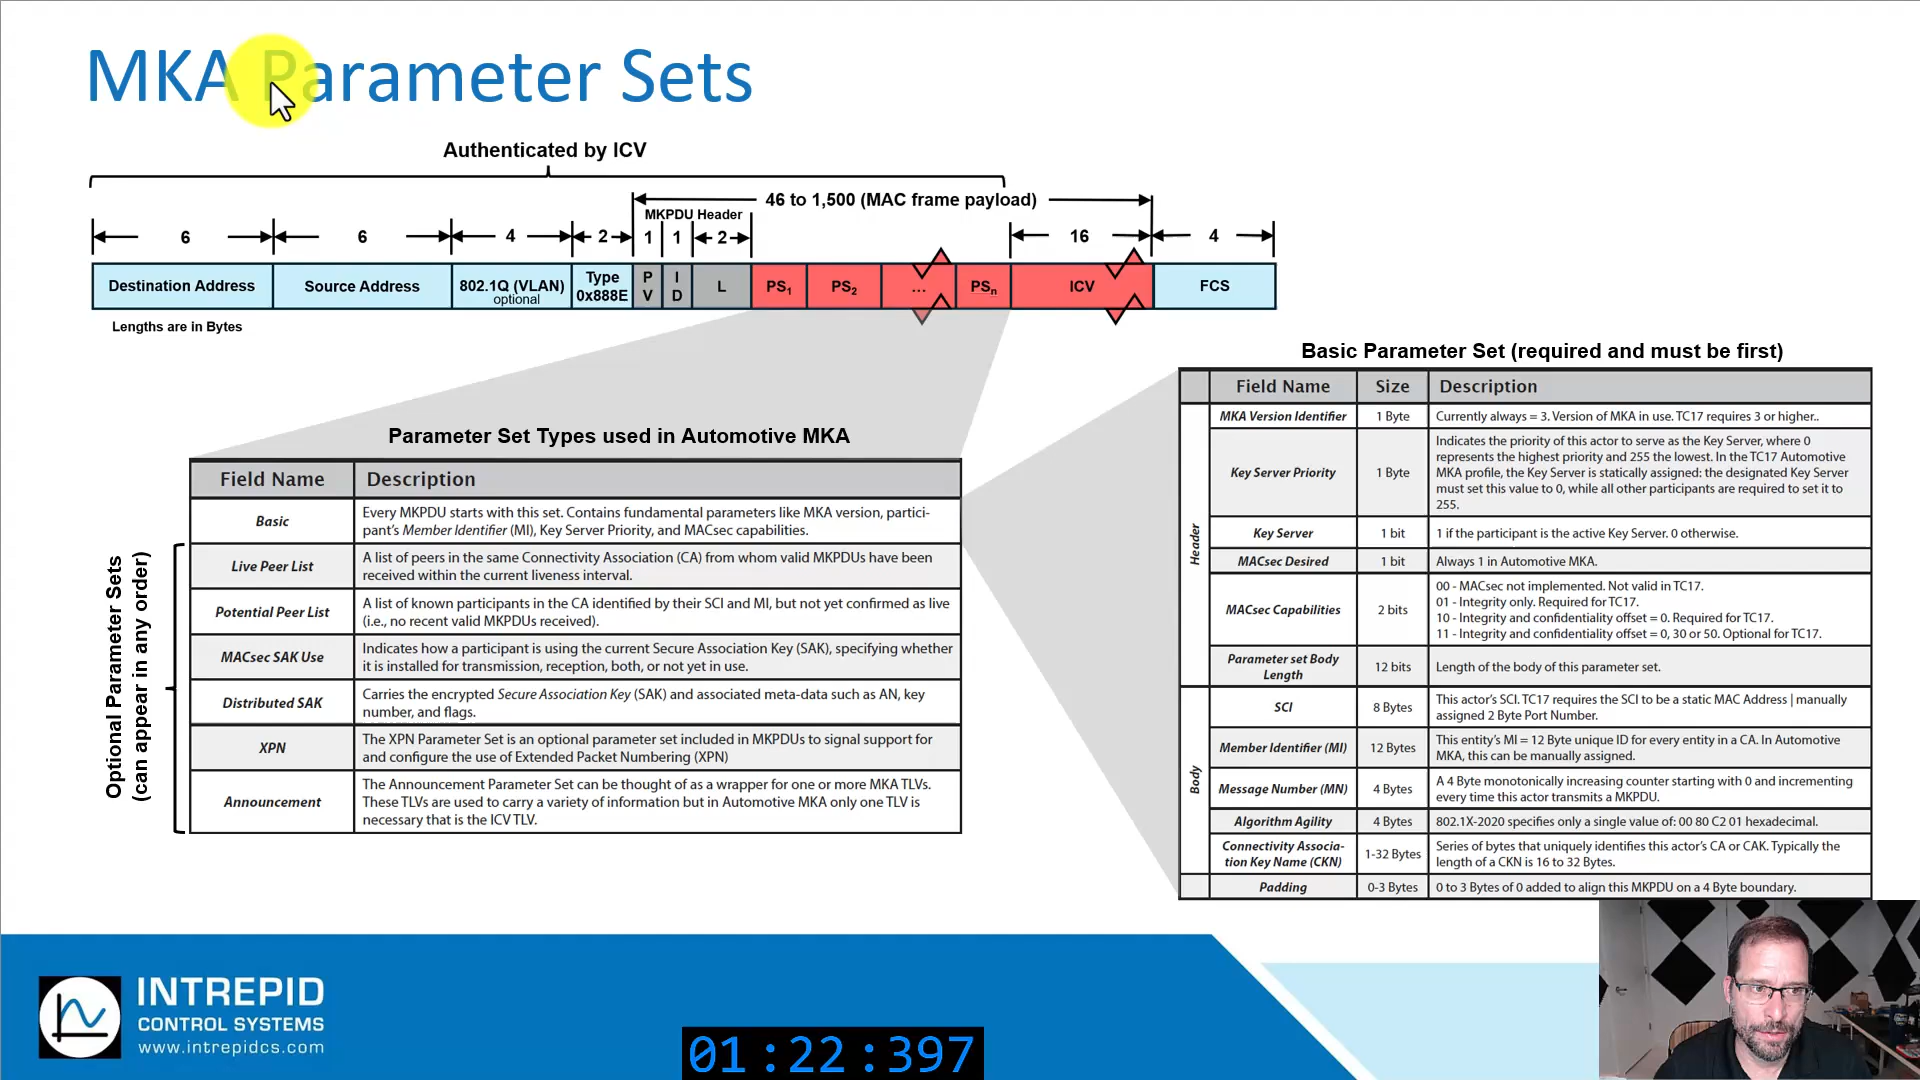 MKA Parameter Sets
Authenticated by ICV
46 to 1,500 (MAC frame payload)
MKPDU Header
6
6
4
2
1
1
2
16
4
Destination Address
Source Address
802.1Q (VLAN)
optional
Type
0x888E
P
V
I
D
L
PS1
PS2
...
PSn
ICV
FCS
Lengths are in Bytes
Parameter Set Types used in Automotive MKA
Field Name
Description
Basic
Every MKPDU starts with this set. Contains fundamental parameters like MKA version, partici-
pant's Member Identifier (MI), Key Server Priority, and MACsec capabilities.
Optional Parameter Sets
(can appear in any order)
Live Peer List
A list of peers in the same Connectivity Association (CA) from whom valid MKPDUs have been
received within the current liveness interval.
Potential Peer List
A list of known participants in the CA identified by their SCI and MI, but not yet confirmed as live
(i.e., no recent valid MKPDUs received).
MACsec SAK Use
Indicates how a participant is using the current Secure Association Key (SAK), specifying whether
it is installed for transmission, reception, both, or not yet in use.
Distributed SAK
Carries the encrypted Secure Association Key (SAK) and associated meta-data such as AN, key
number, and flags.
XPN
The XPN Parameter Set is an optional parameter set included in MKPDUs to signal support for
and configure the use of Extended Packet Numbering (XPN)
Announcement
The Announcement Parameter Set can be thought of as a wrapper for one or more MKA TLVs.
These TLVs are used to carry a variety of information but in Automotive MKA only one TLV is
necessary that is the ICV TLV.
Basic Parameter Set (required and must be first)
Field Name
Size
Description
Header
MKA Version Identifier
1 Byte
Currently always = 3. Version of MKA in use. TC17 requires 3 or higher..
Key Server Priority
1 Byte
Indicates the priority of this actor to serve as the Key Server, where 0
represents the highest priority and 255 the lowest. In the TC17 Automotive
MKA profile, the Key Server is statically assigned: the designated Key Server
must set this value to 0, while all other participants are required to set it to
255.
Key Server
1 bit
1 if the participant is the active Key Server. 0 otherwise.
MACsec Desired
1 bit
Always 1 in Automotive MKA.
MACsec Capabilities
2 bits
00 - MACsec not implemented. Not valid in TC17.
01 - Integrity only. Required for TC17.
10 - Integrity and confidentiality offset = 0. Required for TC17.
11 - Integrity and confidentiality offset = 0, 30 or 50. Optional for TC17.
Parameter set Body
Length
12 bits
Length of the body of this parameter set.
Body
SCI
8 Bytes
This actor's SCI. TC17 requires the SCI to be a static MAC Address | manually
assigned 2 Byte Port Number.
Member Identifier (MI)
12 Bytes
This entity's MI = 12 Byte unique ID for every entity in a CA. In Automotive
MKA, this can be manually assigned.
Message Number (MN)
4 Bytes
A 4 Byte monotonically increasing counter starting with 0 and incrementing
every time this actor transmits a MKPDU.
Algorithm Agility
4 Bytes
802.1X-2020 specifies only a single value of: 00 80 C2 01 hexadecimal.
Connectivity Associa-
tion Key Name (CKN)
1-32 Bytes
Series of bytes that uniquely identifies this actor's CA or CAK. Typically the
length of a CKN is 16 to 32 Bytes.
Padding
0-3 Bytes
0 to 3 Bytes of 0 added to align this MKPDU on a 4 Byte boundary.
INTREPID
CONTROL SYSTEMS
www.intrepidcs.com
01:22:397